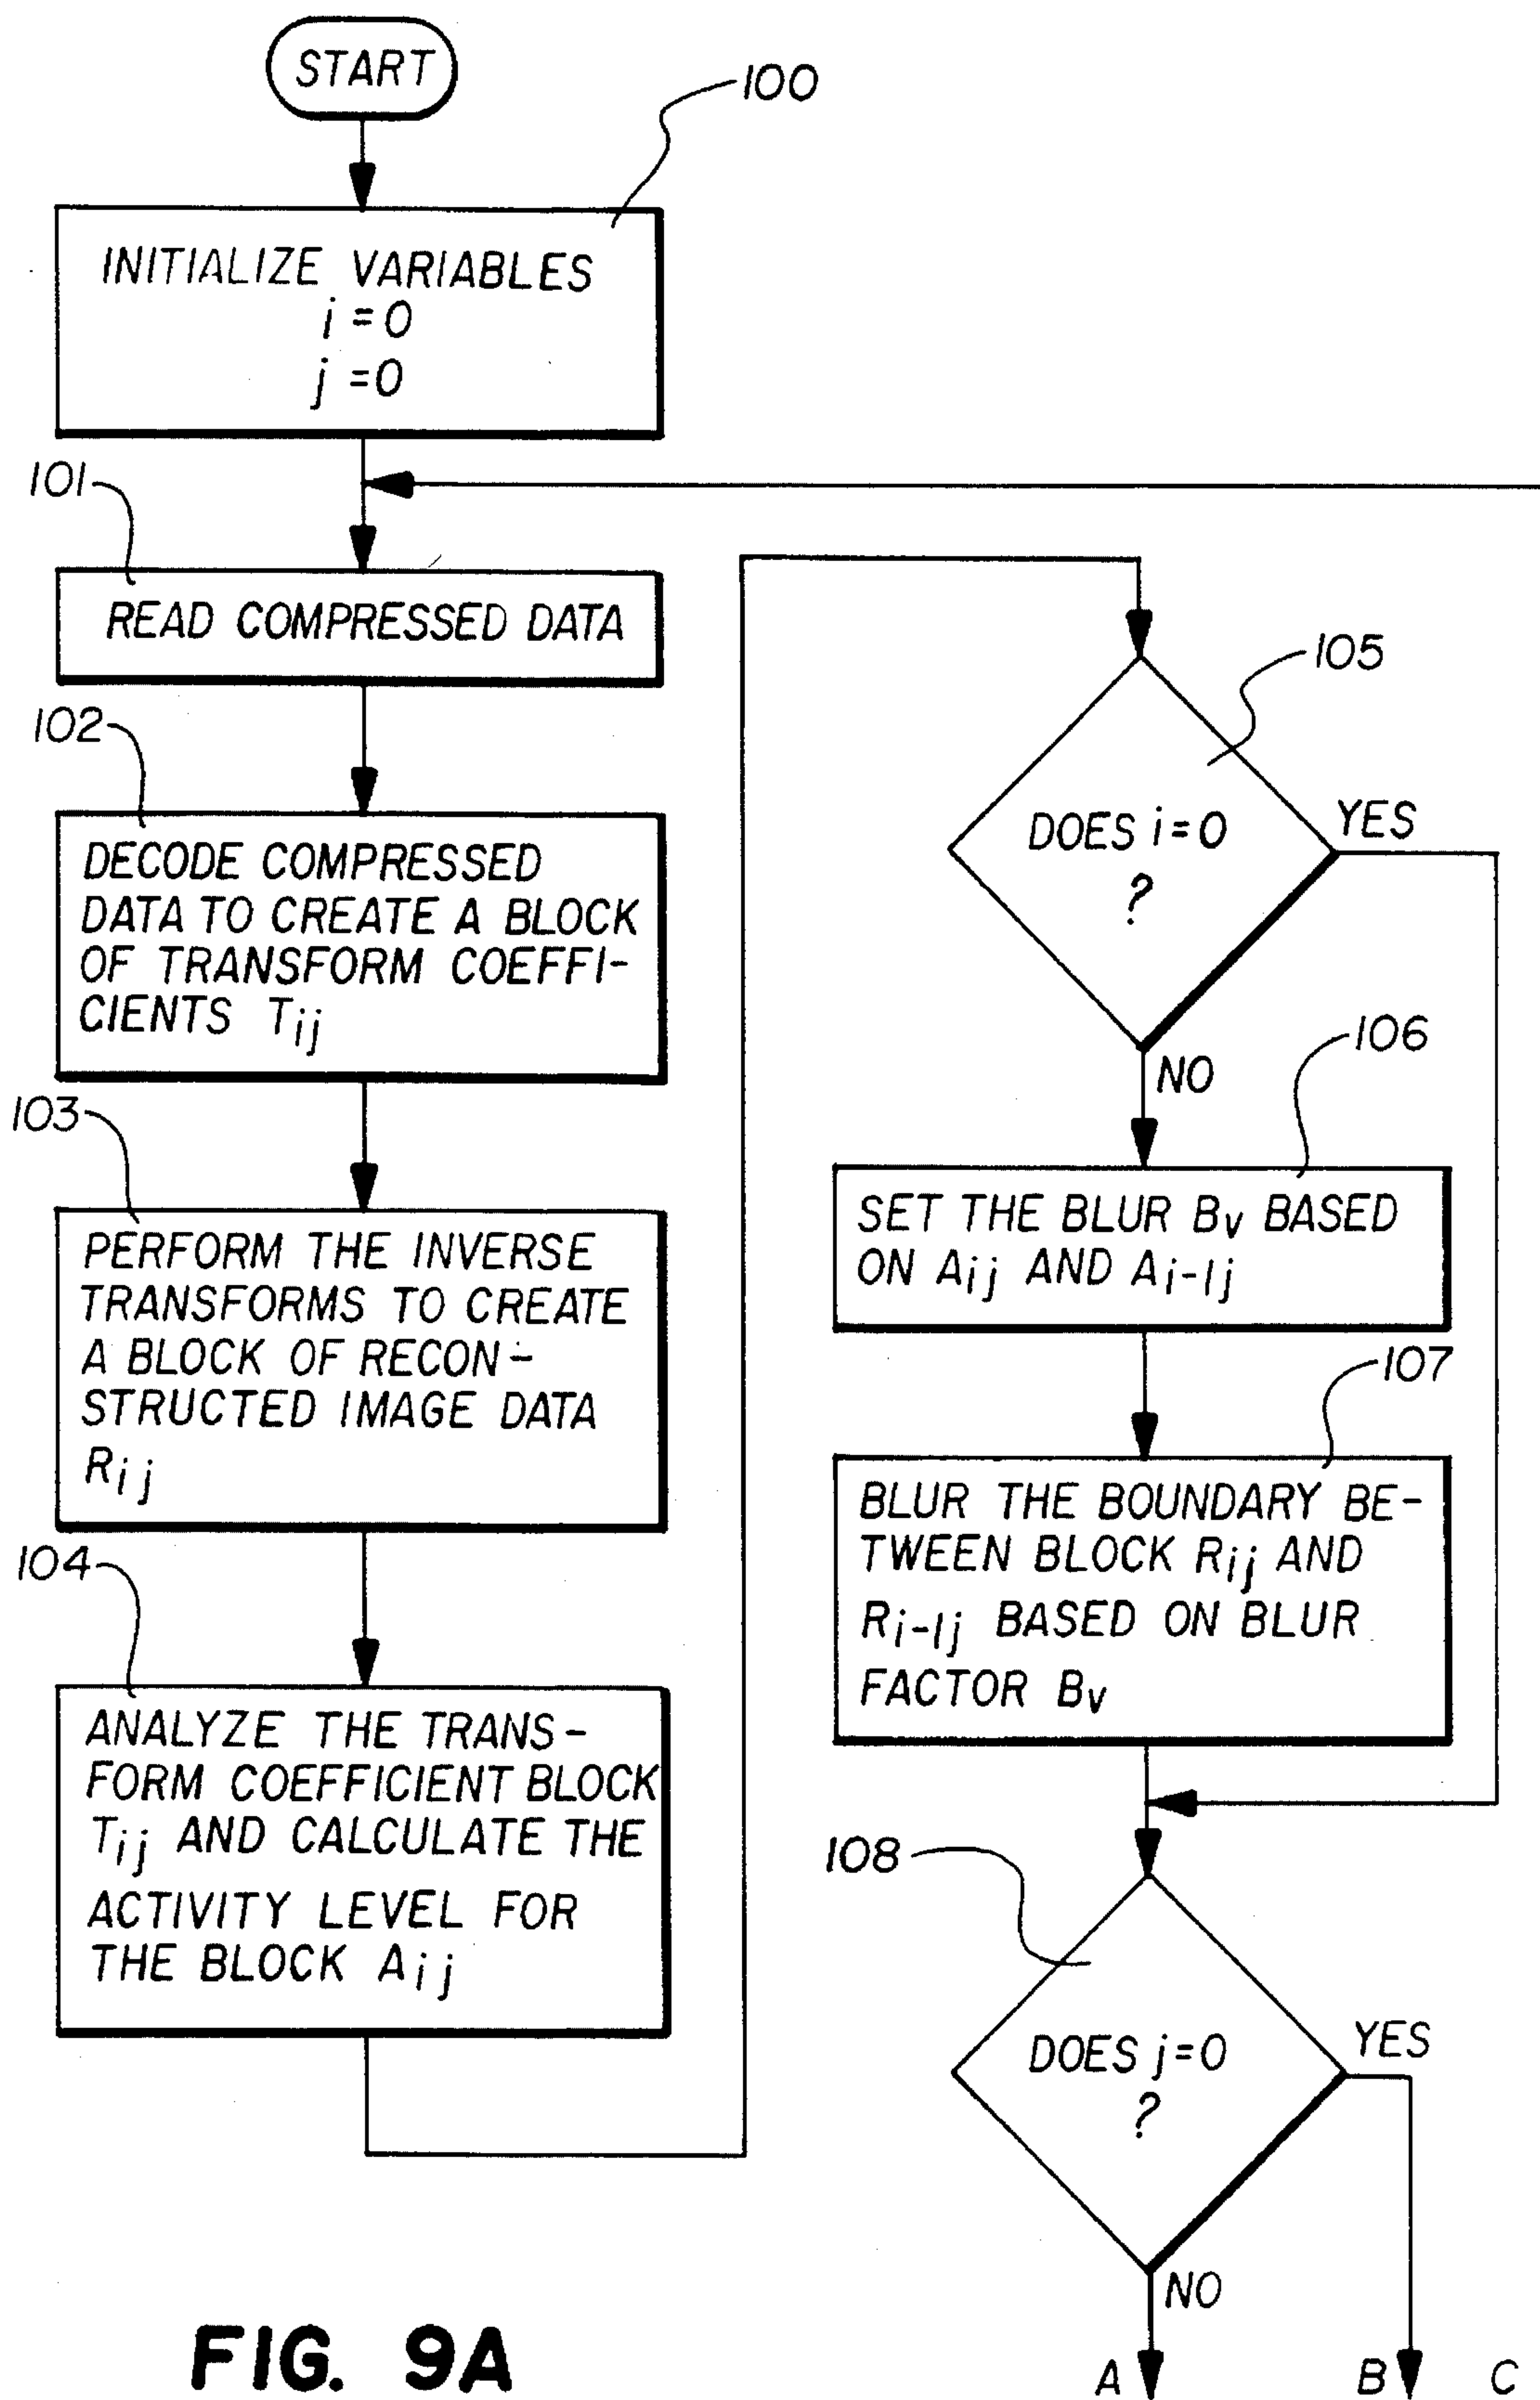 START
100
INITIALIZE VARIABLES
i = 0
j = 0
101
READ COMPRESSED DATA
102
DECODE COMPRESSED
DATA TO CREATE A BLOCK
OF TRANSFORM COEFFI-
CIENTS Tij
103
PERFORM THE INVERSE
TRANSFORMS TO CREATE
A BLOCK OF RECON-
STRUCTED IMAGE DATA
Rij
104
ANALYZE THE TRANS-
FORM COEFFICIENT BLOCK
Tij AND CALCULATE THE
ACTIVITY LEVEL FOR
THE BLOCK Aij
105
DOES i=0
?
YES
NO
106
SET THE BLUR Bv BASED
ON Aij AND Ai-1j
107
BLUR THE BOUNDARY BE-
TWEEN BLOCK Rij AND
Ri-1j BASED ON BLUR
FACTOR Bv
108
DOES j=0
?
YES
NO
A
B
C
FIG. 9A